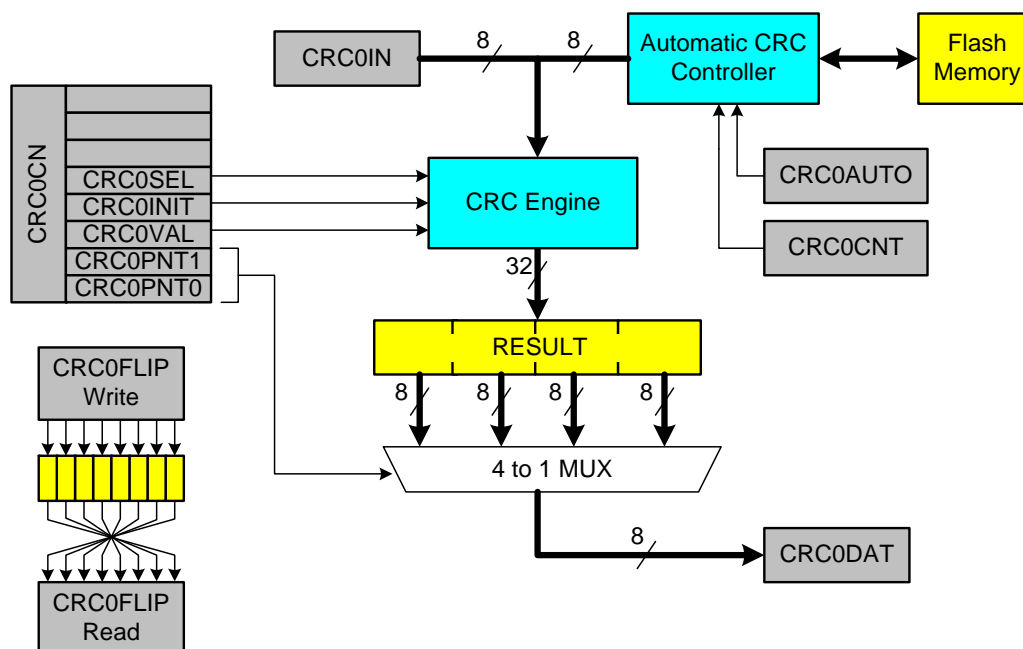 CRC0IN
8
8
Automatic CRC
Controller
Flash
Memory
CRC0CN
CRC0SEL
CRC0INIT
CRC0VAL
CRC0PNT1
CRC0PNT0
CRC Engine
CRC0AUTO
CRC0CNT
32
RESULT
8
8
8
8
4 to 1 MUX
8
CRC0DAT
CRC0FLIP
Write
CRC0FLIP
Read